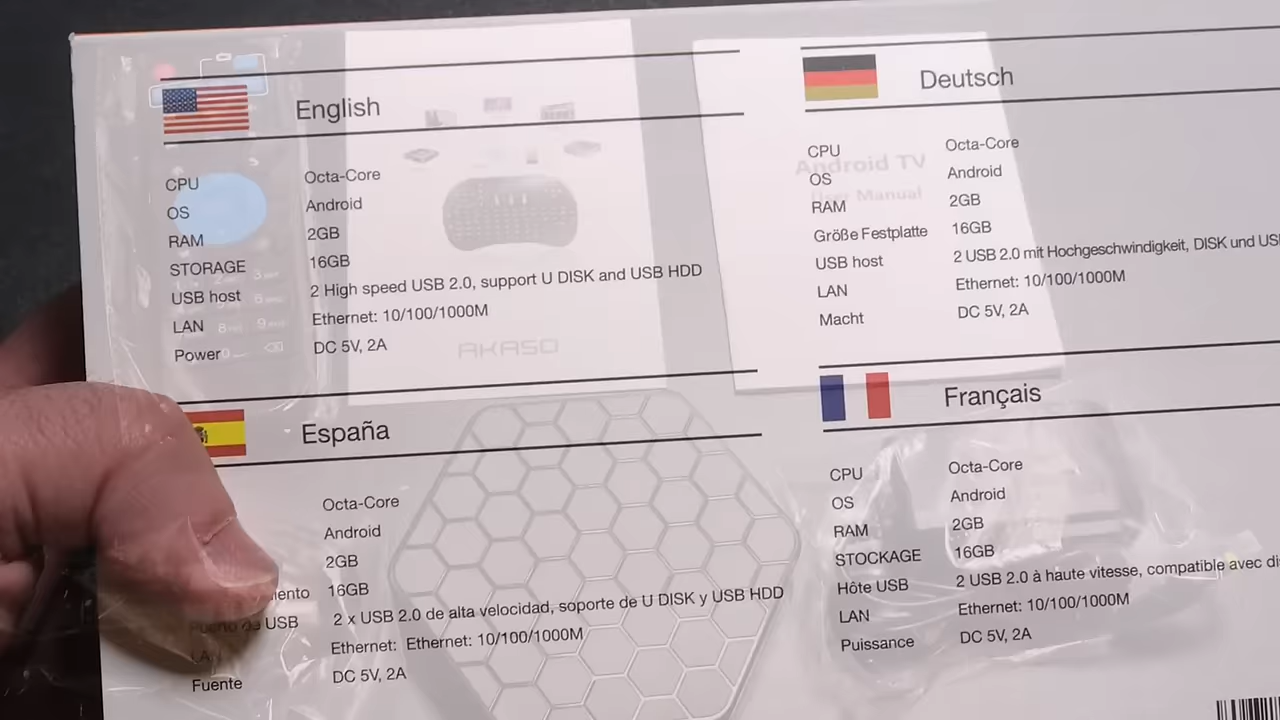 English
CPU Octa-Core
OS Android
RAM 2GB
STORAGE 16GB
USB host 2 High speed USB 2.0, support U DISK and USB HDD
LAN Ethernet: 10/100/1000M
Power DC 5V, 2A
Deutsch
CPU Octa-Core
OS Android
RAM 2GB
Größe Festplatte 16GB
USB host 2 USB 2.0 mit Hochgeschwindigkeit, DISK und
LAN Ethernet: 10/100/1000M
Macht DC 5V, 2A
España
Octa-Core
Android
2GB
16GB
USB 2 x USB 2.0 de alta velocidad, soporte de U DISK y USB HDD
LAN Ethernet: Ethernet: 10/100/1000M
Fuente DC 5V, 2A
Français
CPU Octa-Core
OS Android
RAM 2GB
STOCKAGE 16GB
Hôte USB 2 USB 2.0 à haute vitesse, compatible avec
LAN Ethernet: 10/100/1000M
Puissance DC 5V, 2A
Android TV
User Manual
AKASO